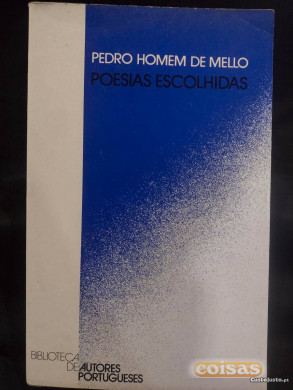 PEDRO HOMEM DE MELLO
POESIAS ESCOLHIDAS
BIBLIOTECA
DE AUTORES
PORTUGUESES
coisas